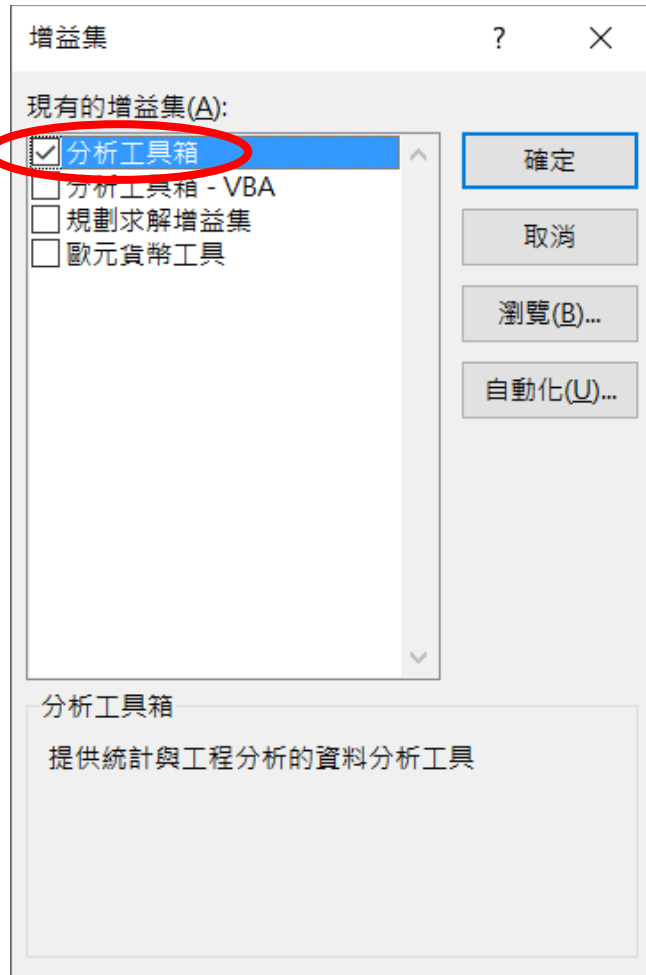 增益集
?
現有的增益集(A):
分析工具箱
分析工具箱 - VBA
規劃求解增益集
歐元貨幣工具
確定
取消
瀏覽(B)...
自動化(U)...
分析工具箱
提供統計與工程分析的資料分析工具